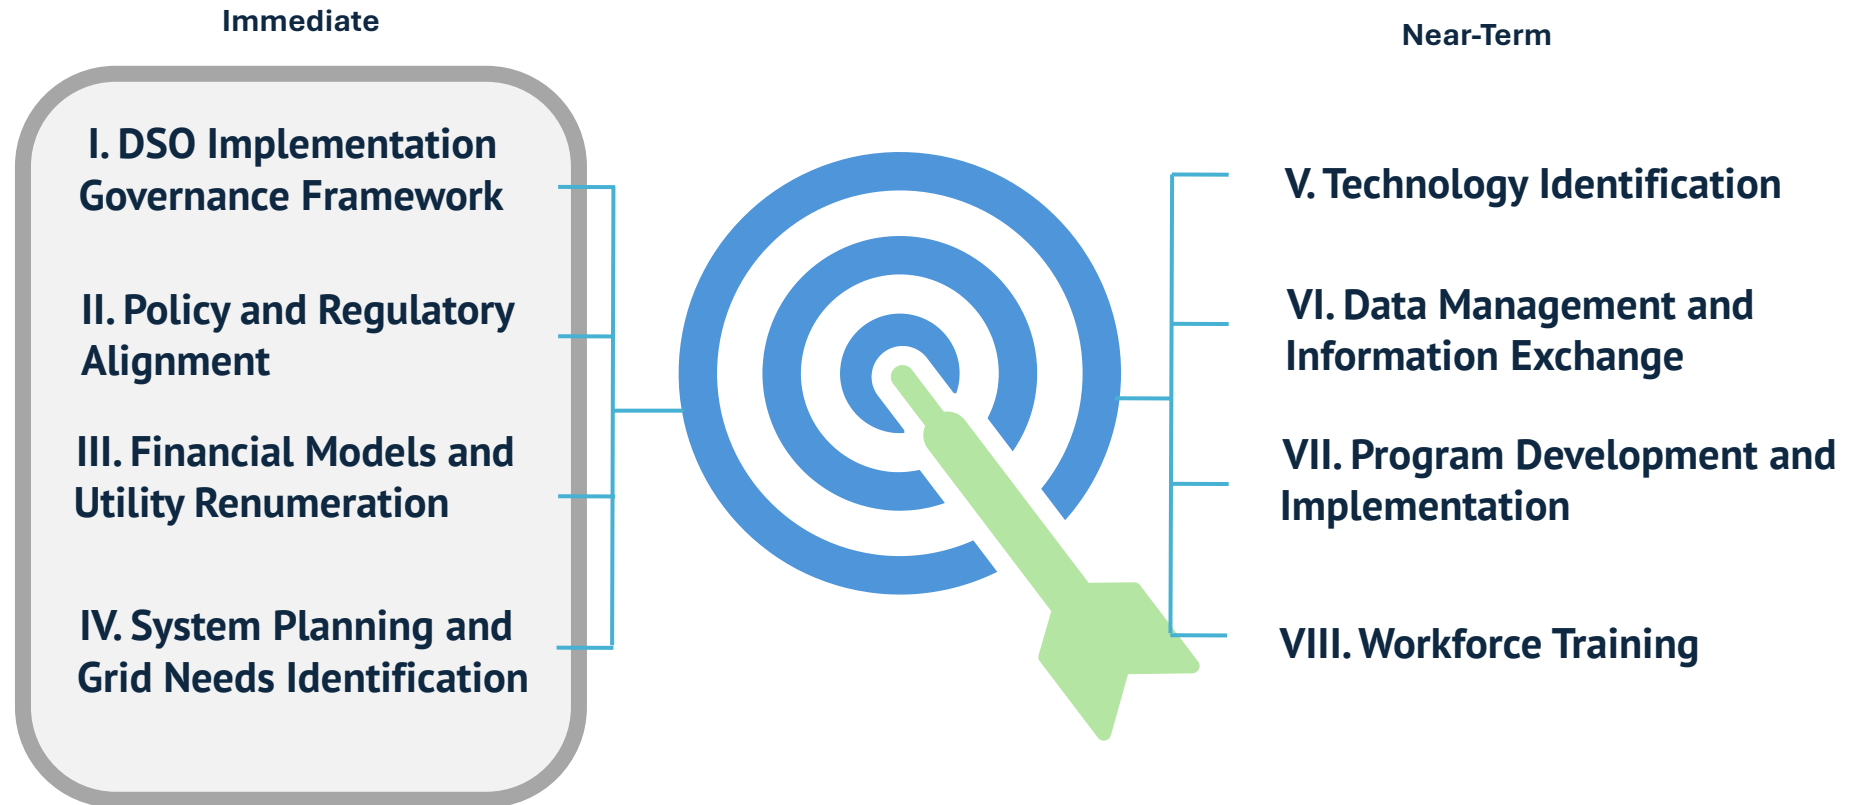 Immediate
I. DSO Implementation
Governance Framework
II. Policy and Regulatory
Alignment
III. Financial Models and
Utility Renumeration
IV. System Planning and
Grid Needs Identification
Near-Term
V. Technology Identification
VI. Data Management and
Information Exchange
VII. Program Development and
Implementation
VIII. Workforce Training